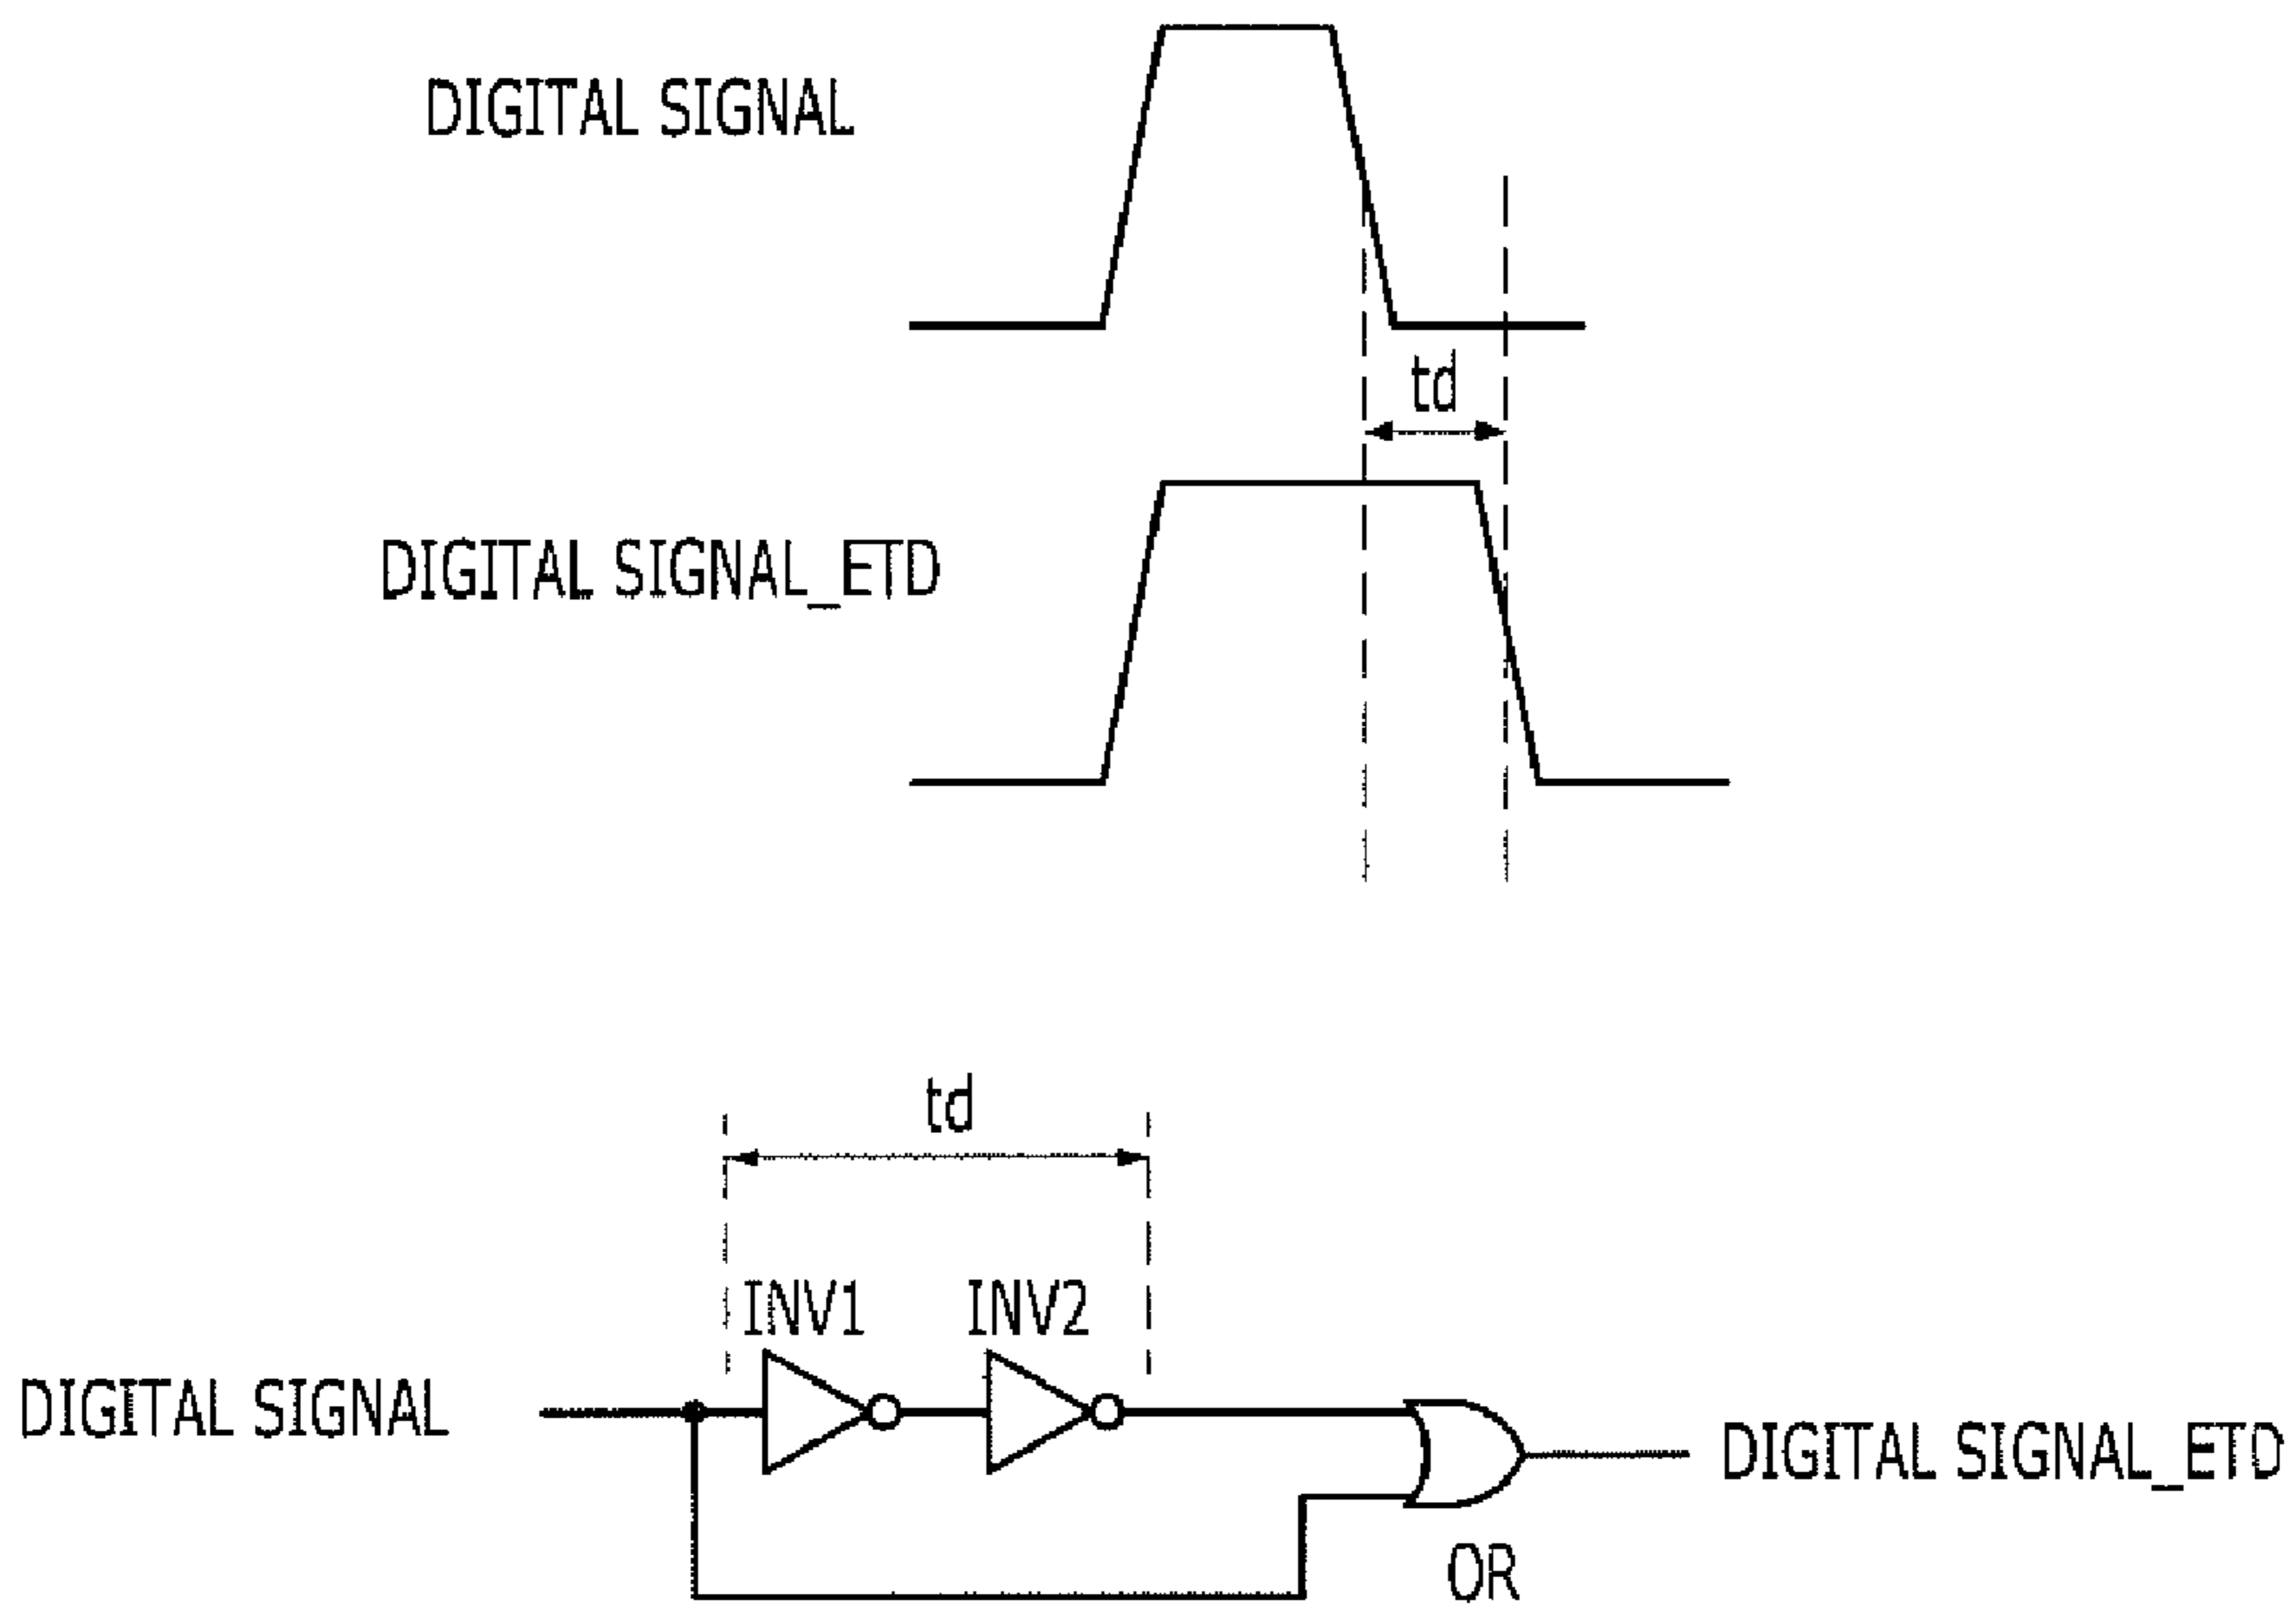 DIGITAL SIGNAL
td
DIGITAL SIGNAL_ETD
td
INV1 INV2
DIGITAL SIGNAL
DIGITAL SIGNAL_ETD
OR